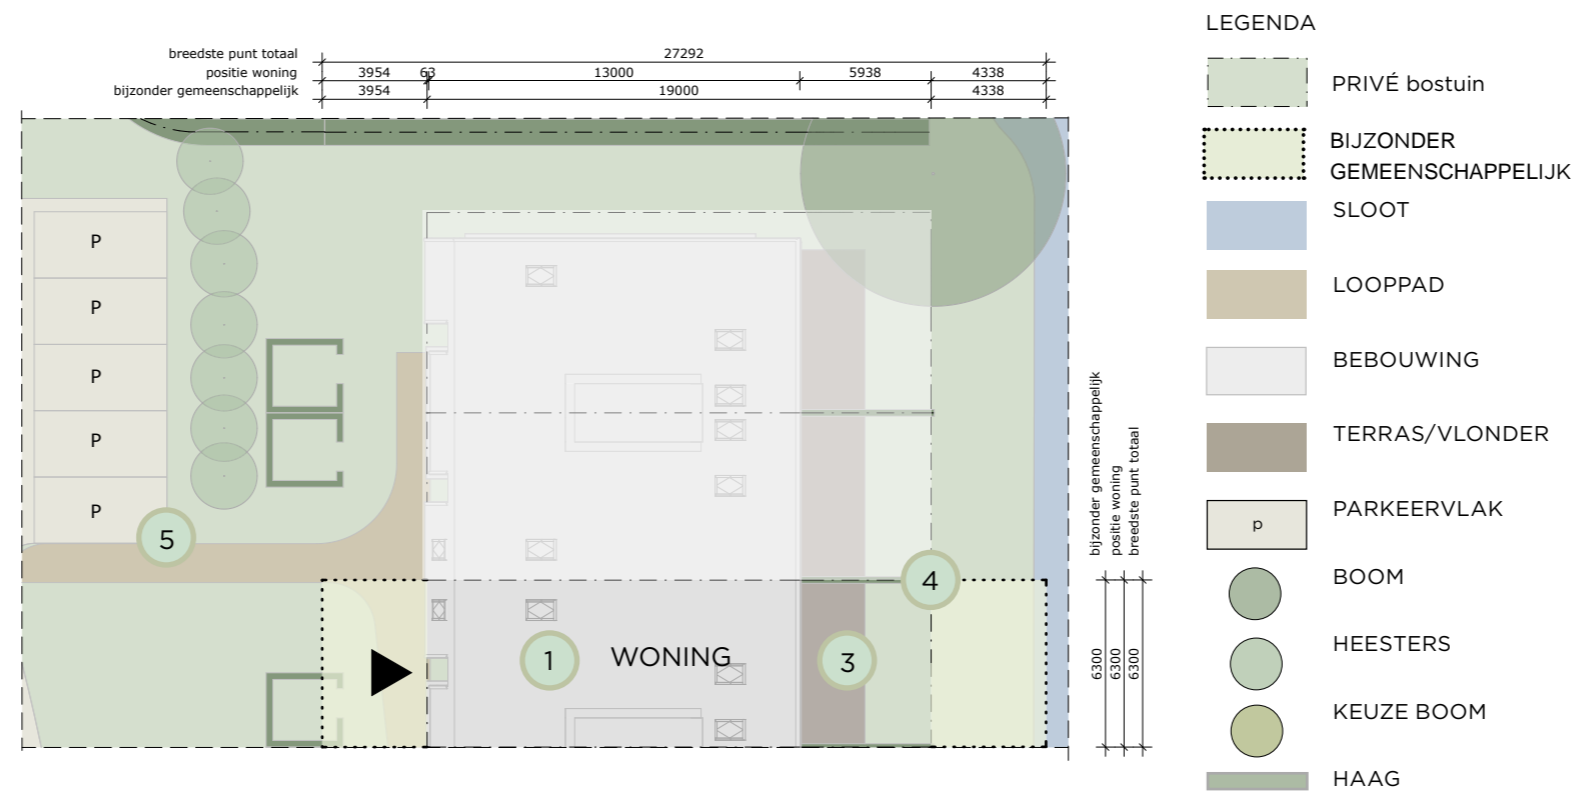 LEGENDA
breedste punt totaal 27292
positie woning 3954 63 13000 5938 4338
bijzonder gemeenschappelijk 3954 19000 4338
PRIVÉ bostuin
BIJZONDER
GEMEENSCHAPPELIJK
SLOOT
LOOPPAD
BEBOUWING
TERRAS/VLONDER
p PARKEERVLAK
BOOM
HEESTERS
KEUZE BOOM
HAAG
P
P
P
P
P
5
4
1
WONING
3
bijzonder gemeenschappelijk
positie woning
breedste punt totaal
6300
6300
6300